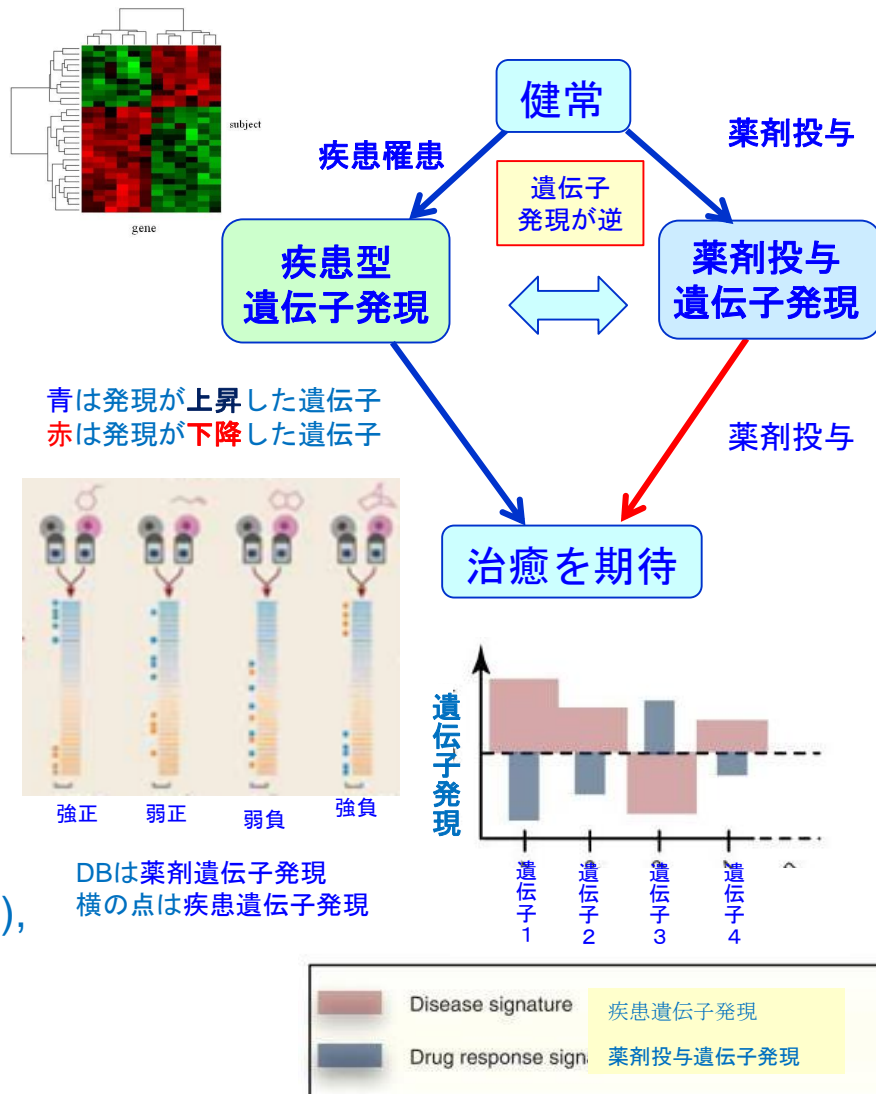 subject
gene
健常
疾患罹患
薬剤投与
遺伝子
発現が逆
疾患型
遺伝子発現
薬剤投与
遺伝子発現
青は発現が上昇した遺伝子
赤は発現が下降した遺伝子
薬剤投与
治癒を期待
強正
弱正
弱負
強負
DBは薬剤遺伝子発現
横の点は疾患遺伝子発現
),
遺伝子発現
遺伝子1
遺伝子2
遺伝子3
遺伝子4
Disease signature
疾患遺伝子発現
Drug response signa
薬剤投与遺伝子発現